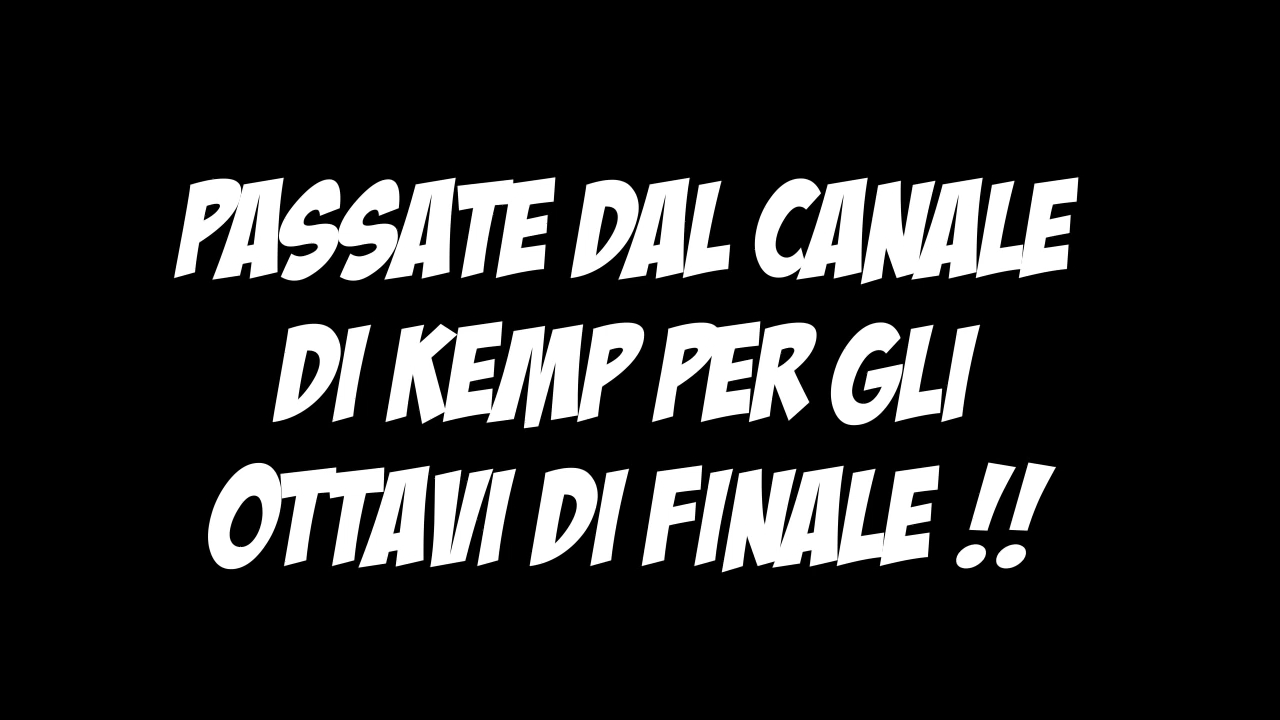 PASSATE DAL CANALE
DI KEMP PER GLI
OTTAVI DI FINALE !!